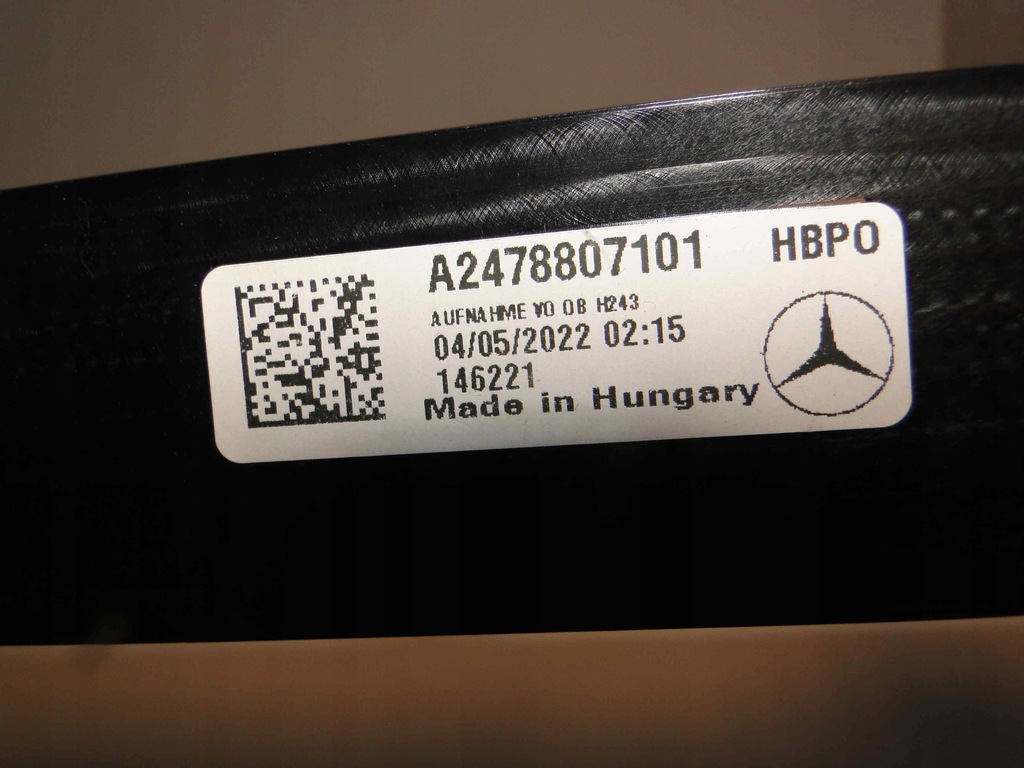 A2478807101
HBPO
AUFNAHME VO OB H243
04/05/2022 02:15
146221
Made in Hungary